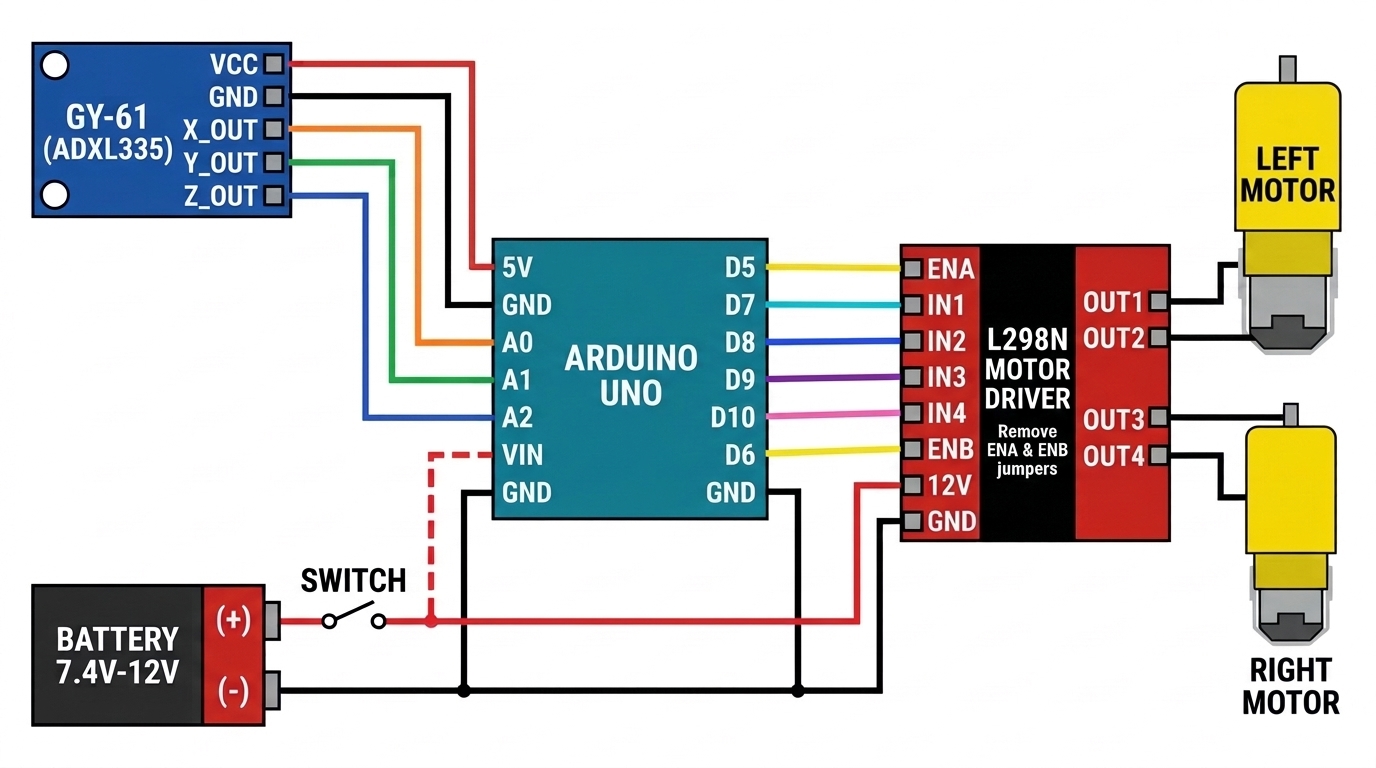 GY-61
(ADXL335)
VCC
GND
X_OUT
Y_OUT
Z_OUT
ARDUINO
UNO
5V
GND
A0
A1
A2
VIN
GND
D5
D7
D8
D9
D10
D6
GND
ENA
IN1
IN2
IN3
IN4
ENB
12V
GND
L298N
MOTOR
DRIVER
Remove
ENA & ENB
jumpers
OUT1
OUT2
OUT3
OUT4
LEFT
MOTOR
RIGHT
MOTOR
SWITCH
BATTERY
7.4V-12V
(+)
(-)